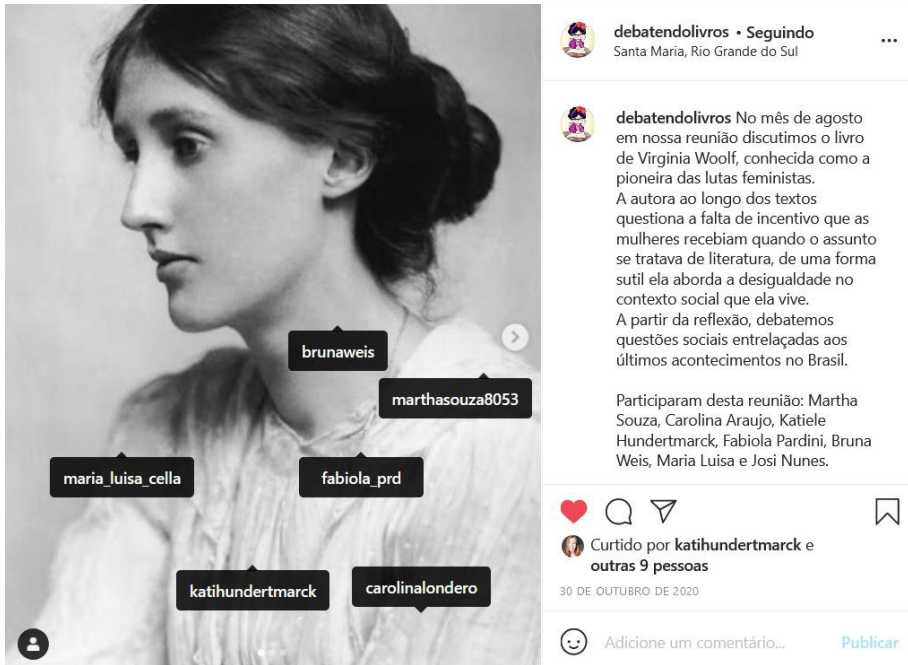 brunaweis
marthasouza8053
maria_luisa_cella
fabiola_prd
katihundertmarck
carolinalondero
debatendolivros • Seguindo
Santa Maria, Rio Grande do Sul
debatendolivros No mês de agosto
em nossa reunião discutimos o livro
de Virginia Woolf, conhecida como a
pioneira das lutas feministas.
A autora ao longo dos textos
questiona a falta de incentivo que as
mulheres recebiam quando o assunto
se tratava de literatura, de uma forma
sutil ela aborda a desigualdade no
contexto social que ela vive.
A partir da reflexão, debatemos
questões sociais entrelaçadas aos
últimos acontecimentos no Brasil.
Participaram desta reunião: Martha
Souza, Carolina Araujo, Katiele
Hundertmarck, Fabiola Pardini, Bruna
Weis, Maria Luisa e Josi Nunes.
Curtido por katihundertmarck e
outras 9 pessoas
30 DE OUTUBRO DE 2020
Adicione um comentário... Publicar